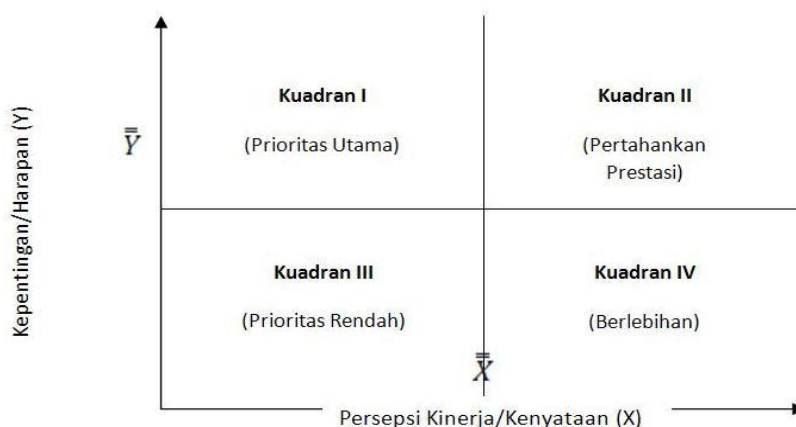 Kepentingan/Harapan (Y)
Kuadran I
(Prioritas Utama)
Kuadran II
(Pertahankan
Prestasi)
Y̿
Kuadran III
(Prioritas Rendah)
Kuadran IV
(Berlebihan)
X̿
Persepsi Kinerja/Kenyataan (X)